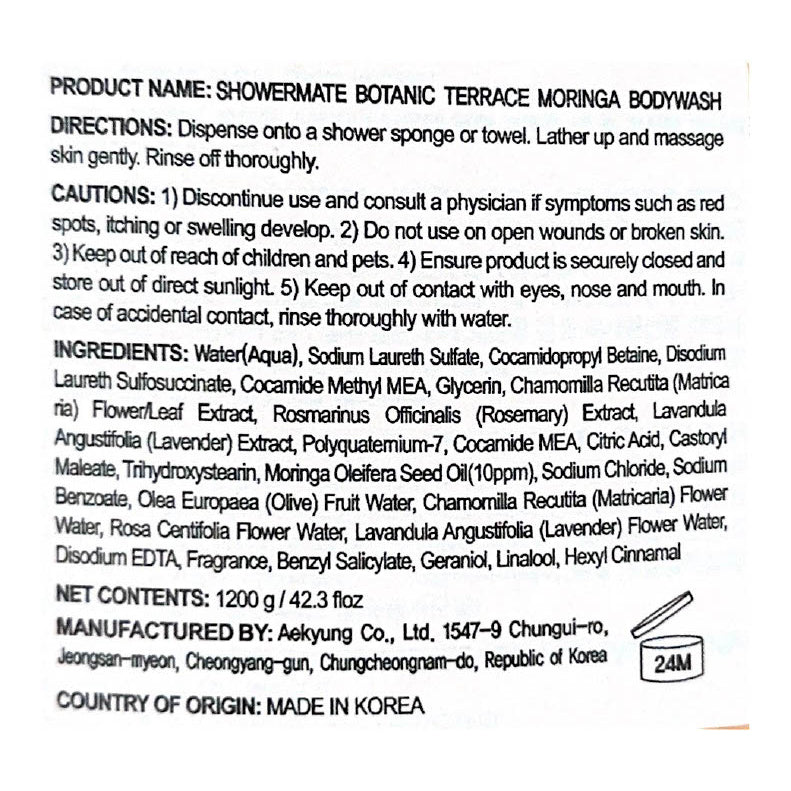 PRODUCT NAME: SHOWERMATE BOTANIC TERRACE MORINGA BODYWASH
DIRECTIONS: Dispense onto a shower sponge or towel. Lather up and massage
skin gently. Rinse off thoroughly.
CAUTIONS: 1) Discontinue use and consult a physician if symptoms such as red
spots, itching or swelling develop. 2) Do not use on open wounds or broken skin.
3) Keep out of reach of children and pets. 4) Ensure product is securely closed and
store out of direct sunlight. 5) Keep out of contact with eyes, nose and mouth. In
case of accidental contact, rinse thoroughly with water.
INGREDIENTS: Water(Aqua), Sodium Laureth Sulfate, Cocamidopropyl Betaine, Disodium
Laureth Sulfosuccinate, Cocamide Methyl MEA, Glycerin, Chamomilla Recutita (Matrica
ria) Flower/Leaf Extract, Rosmarinus Officinalis (Rosemary) Extract, Lavandula
Angustifolia (Lavender) Extract, Polyquaternium-7, Cocamide MEA, Citric Acid, Castoryl
Maleate, Trihydroxystearin, Moringa Oleifera Seed Oil(10ppm), Sodium Chloride, Sodium
Benzoate, Olea Europaea (Olive) Fruit Water, Chamomilla Recutita (Matricaria) Flower
Water, Rosa Centifolia Flower Water, Lavandula Angustifolia (Lavender) Flower Water,
Disodium EDTA, Fragrance, Benzyl Salicylate, Geraniol, Linalool, Hexyl Cinnamal
NET CONTENTS: 1200 g / 42.3 floz
MANUFACTURED BY: Aekyung Co., Ltd. 1547-9 Chungui-ro,
Jeongsan-myeon, Cheongyang-gun, Chungcheongnam-do, Republic of Korea
24M
COUNTRY OF ORIGIN: MADE IN KOREA